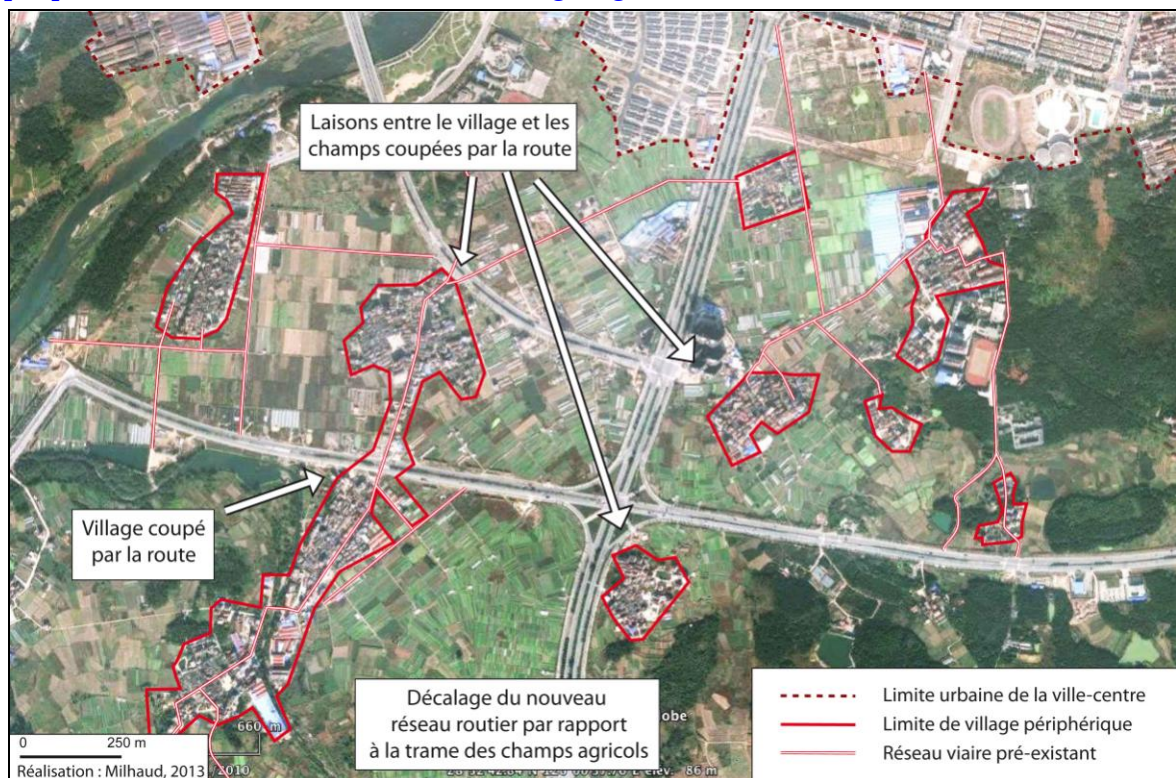 Laisons entre le village et les
champs coupées par la route
Village coupé
par la route
Décalage du nouveau
réseau routier par rapport
à la trame des champs agricols
Limite urbaine de la ville-centre
Limite de village périphérique
Réseau viaire pré-existant
660 m
0 250 m
Réalisation : Milhaud, 2013
2010
élev. 86 m